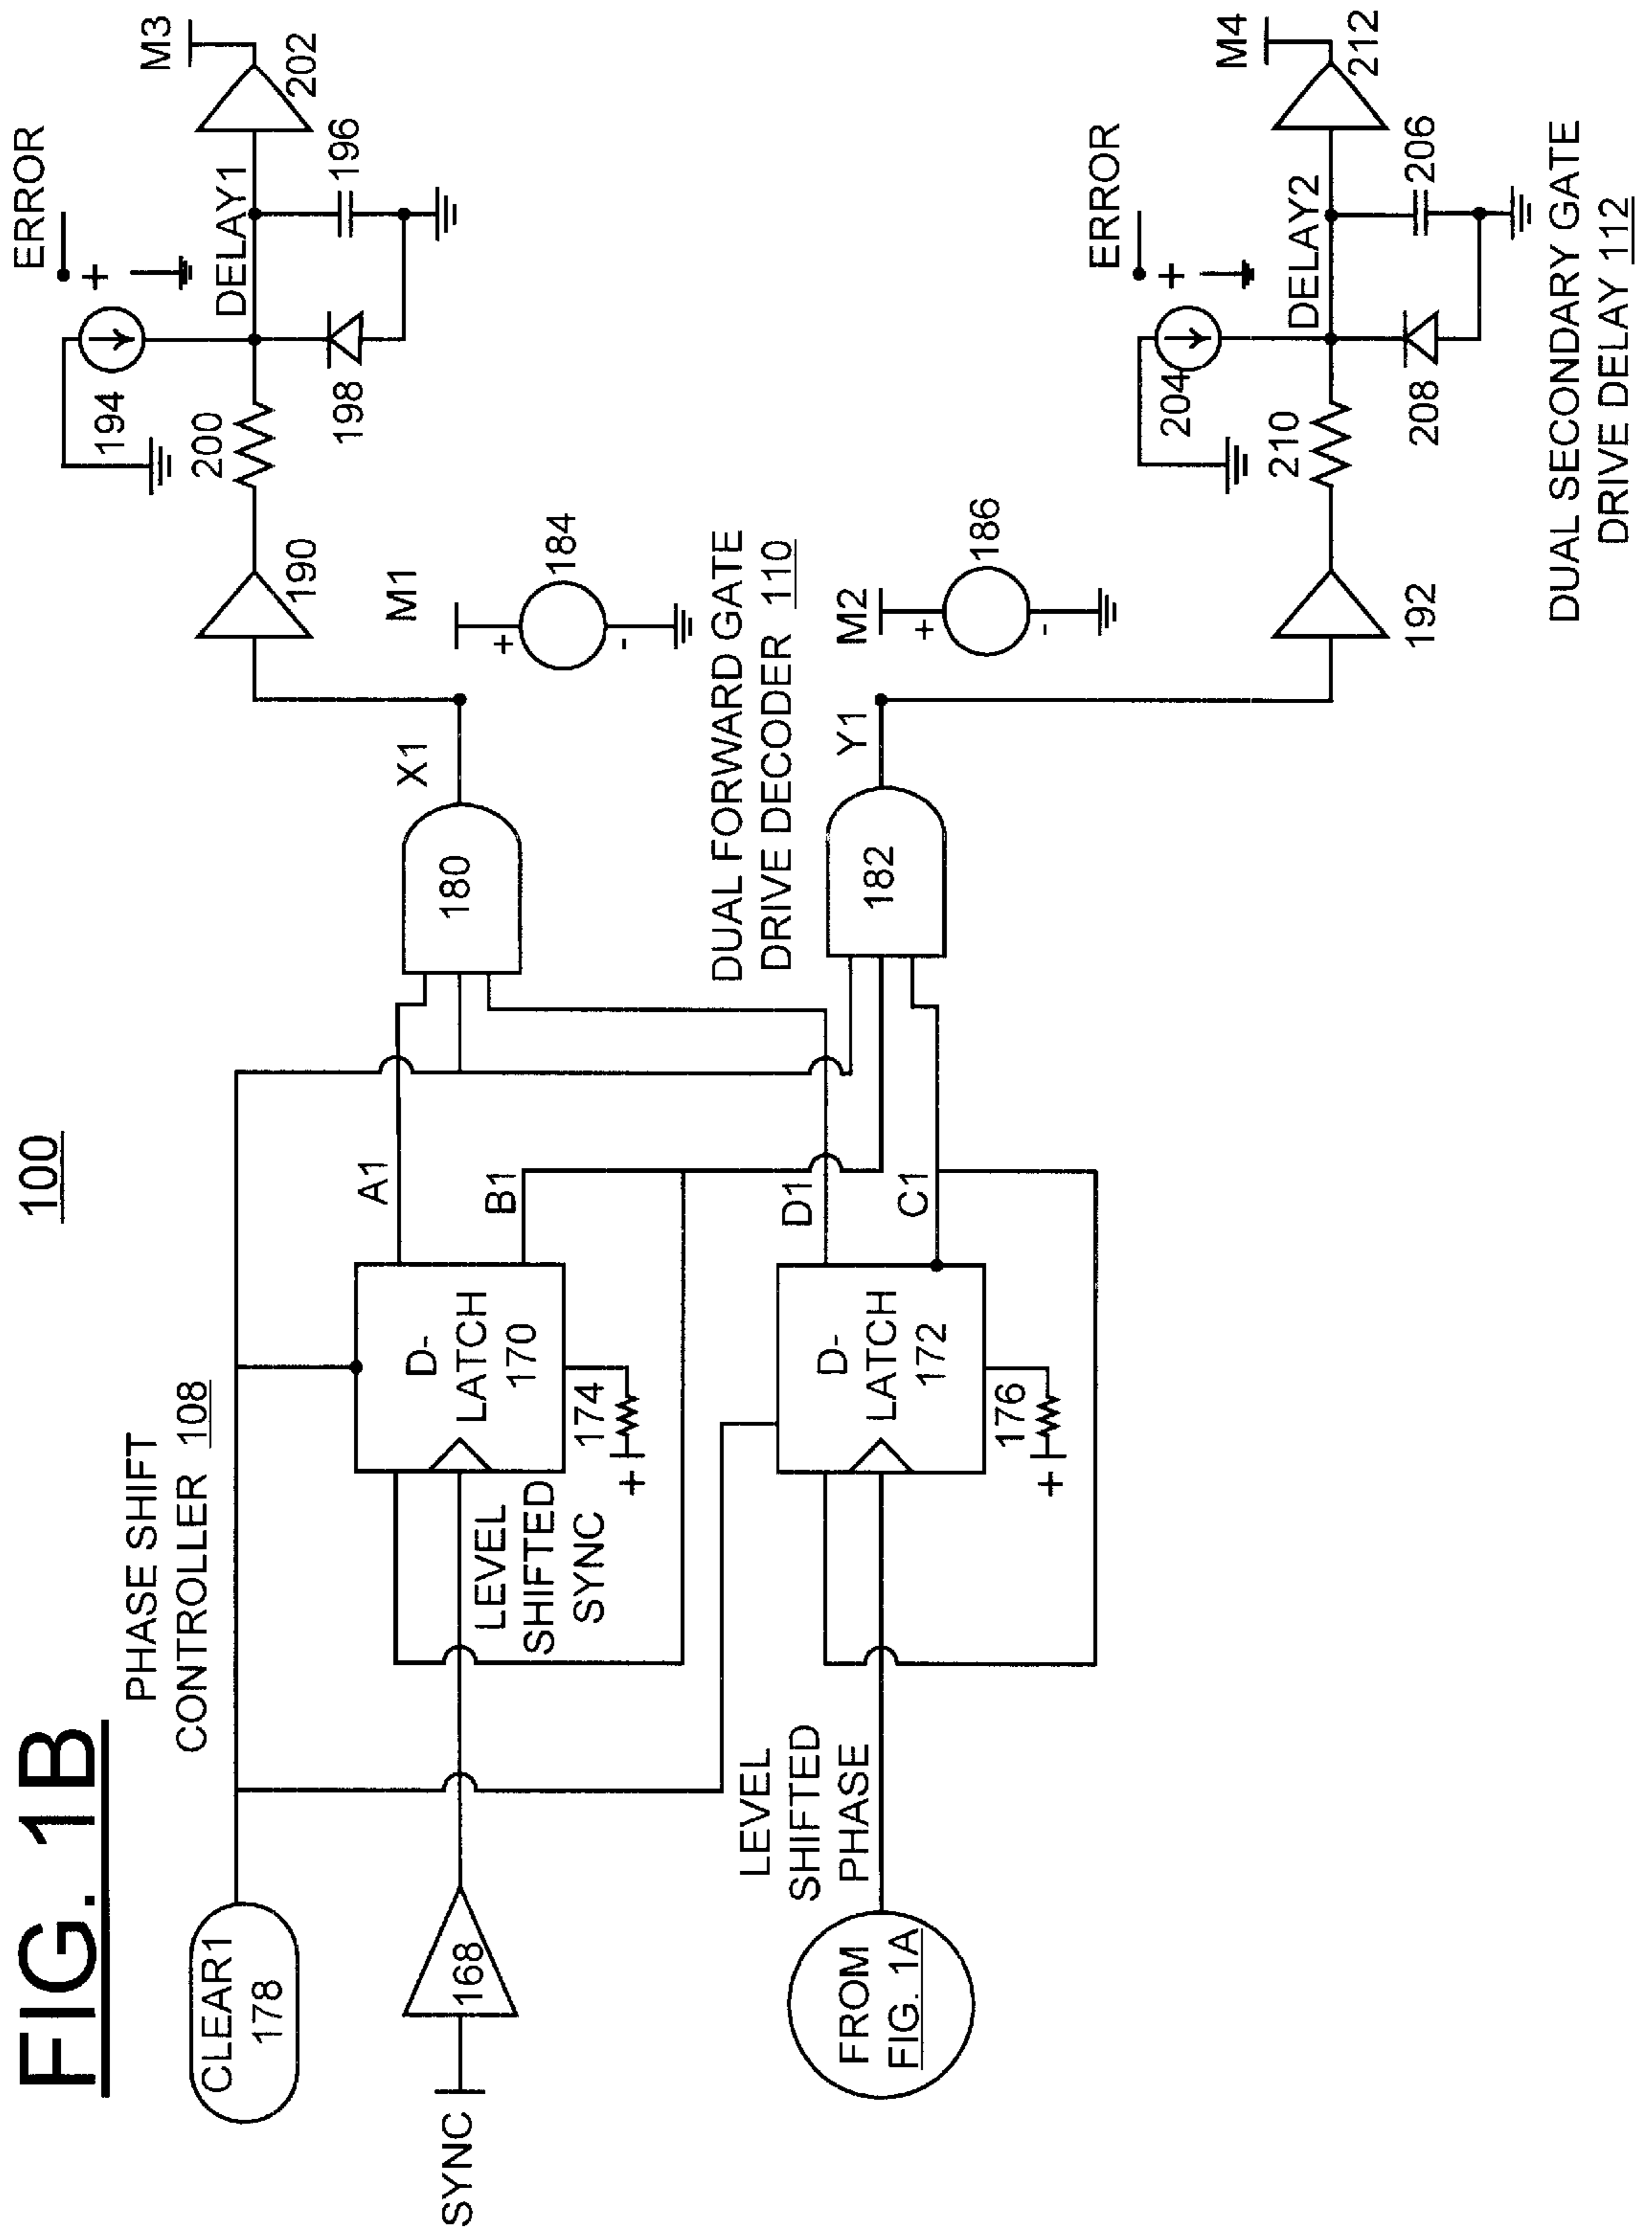 FIG. 1B
100
PHASE SHIFT
CONTROLLER 108
CLEAR1
178
SYNC
168
LEVEL
SHIFTED
SYNC
D-
LATCH
170
174
+
A1
B1
FROM
FIG. 1A
LEVEL
SHIFTED
PHASE
D-
LATCH
172
176
+
D1
C1
180
X1
182
Y1
DUAL FORWARD GATE
DRIVE DECODER 110
M1
+
-
184
M2
+
-
186
190
200
194
ERROR
+
DELAY1
198
196
202
M3
192
210
204
ERROR
+
DELAY2
208
206
212
M4
DUAL SECONDARY GATE
DRIVE DELAY 112